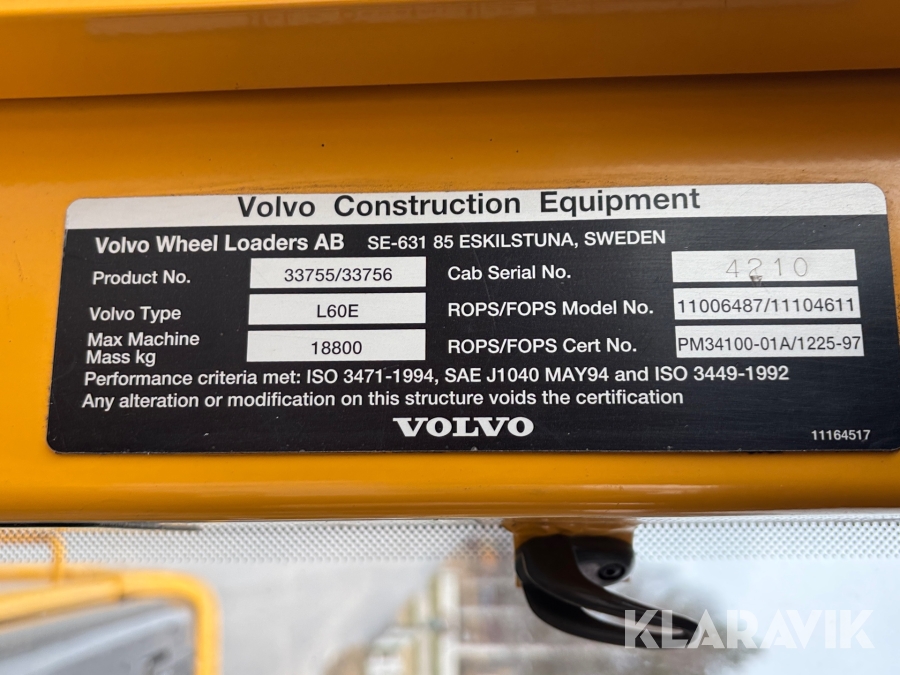 Volvo Construction Equipment
Volvo Wheel Loaders AB SE-631 85 ESKILSTUNA, SWEDEN
Product No. 33755/33756 Cab Serial No. 4210
Volvo Type L60E ROPS/FOPS Model No. 11006487/11104611
Max Machine
Mass kg 18800 ROPS/FOPS Cert No. PM34100-01A/1225-97
Performance criteria met: ISO 3471-1994, SAE J1040 MAY94 and ISO 3449-1992
Any alteration or modification on this structure voids the certification
VOLVO
11164517
KLARAVIK